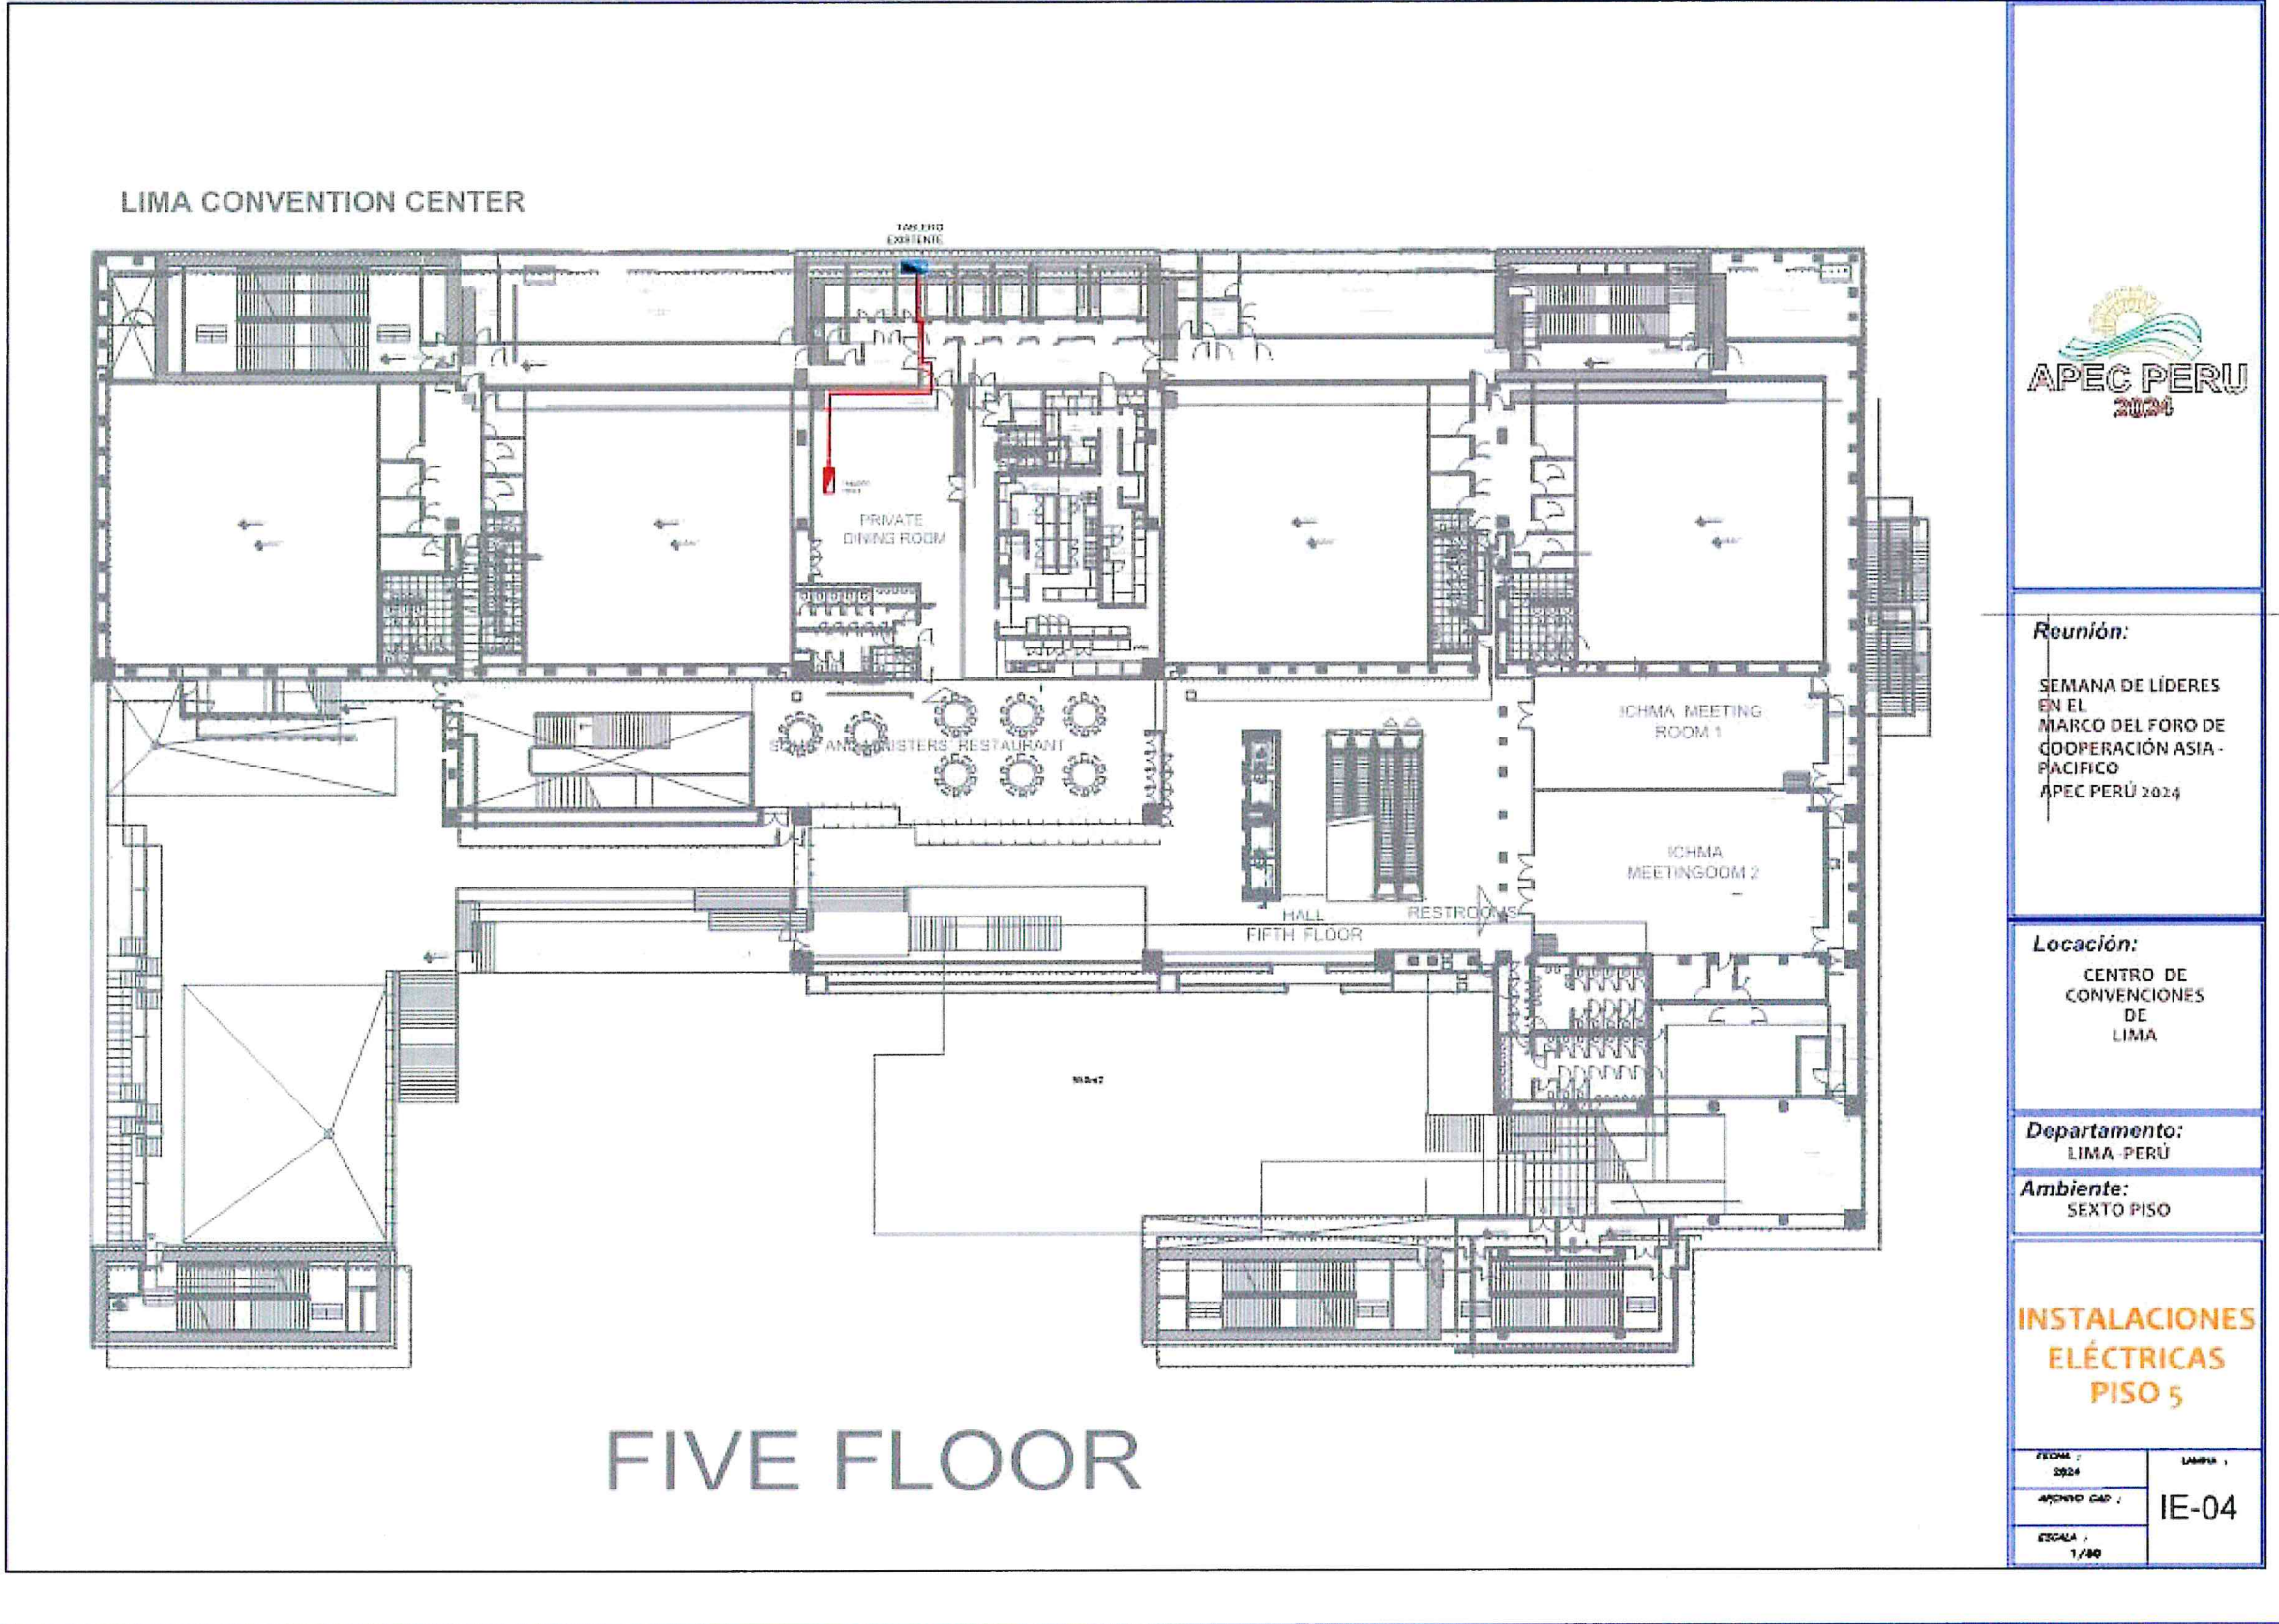 LIMA CONVENTION CENTER
TABLERO
EXISTENTE
PRIVATE
DINING ROOM
RESTAURANT
ICHMA MEETING
ROOM 1
ICHMA
MEETINGOOM 2
HALL
FIFTH FLOOR
RESTROOMS
FIVE FLOOR
APEC PERU
2024
Reunión:
SEMANA DE LÍDERES
EN EL
MARCO DEL FORO DE
COOPERACIÓN ASIA -
PACIFICO
APEC PERÚ 2024
Locación:
CENTRO DE
CONVENCIONES
DE
LIMA
Departamento:
LIMA -PERÚ
Ambiente:
SEXTO PISO
INSTALACIONES
ELÉCTRICAS
PISO 5
FECHA :
2024
LAMINA :
ARCHIVO CAD :
IE-04
ESCALA :